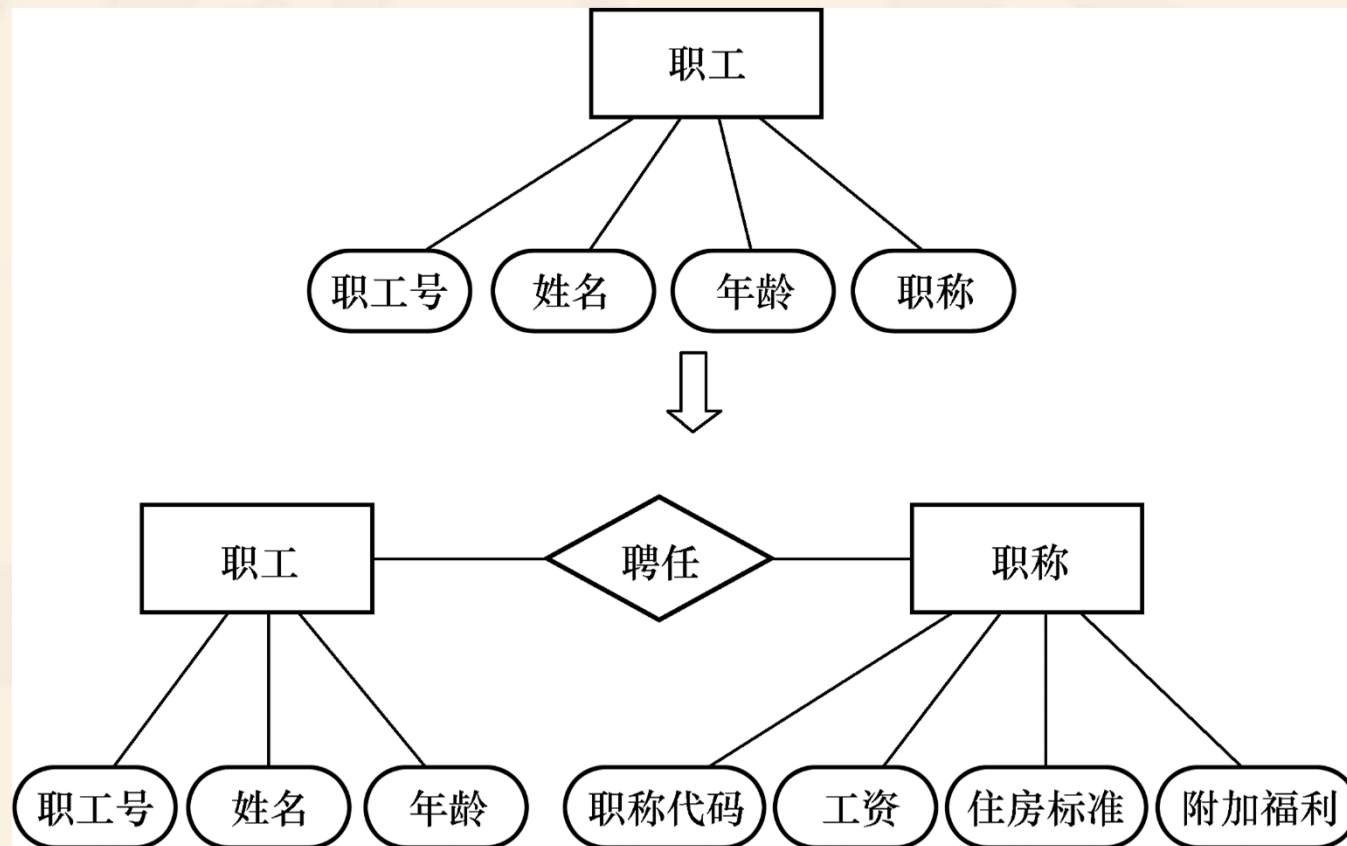 职工
职工号 姓名 年龄 职称
职工 聘任 职称
职工号 姓名 年龄 职称代码 工资 住房标准 附加福利